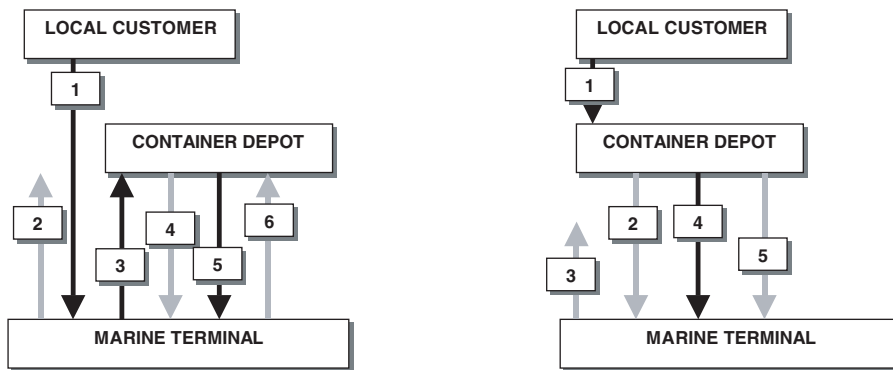 LOCAL CUSTOMER
1
CONTAINER DEPOT
2
3
4
5
6
MARINE TERMINAL
LOCAL CUSTOMER
1
CONTAINER DEPOT
2
3
4
5
MARINE TERMINAL